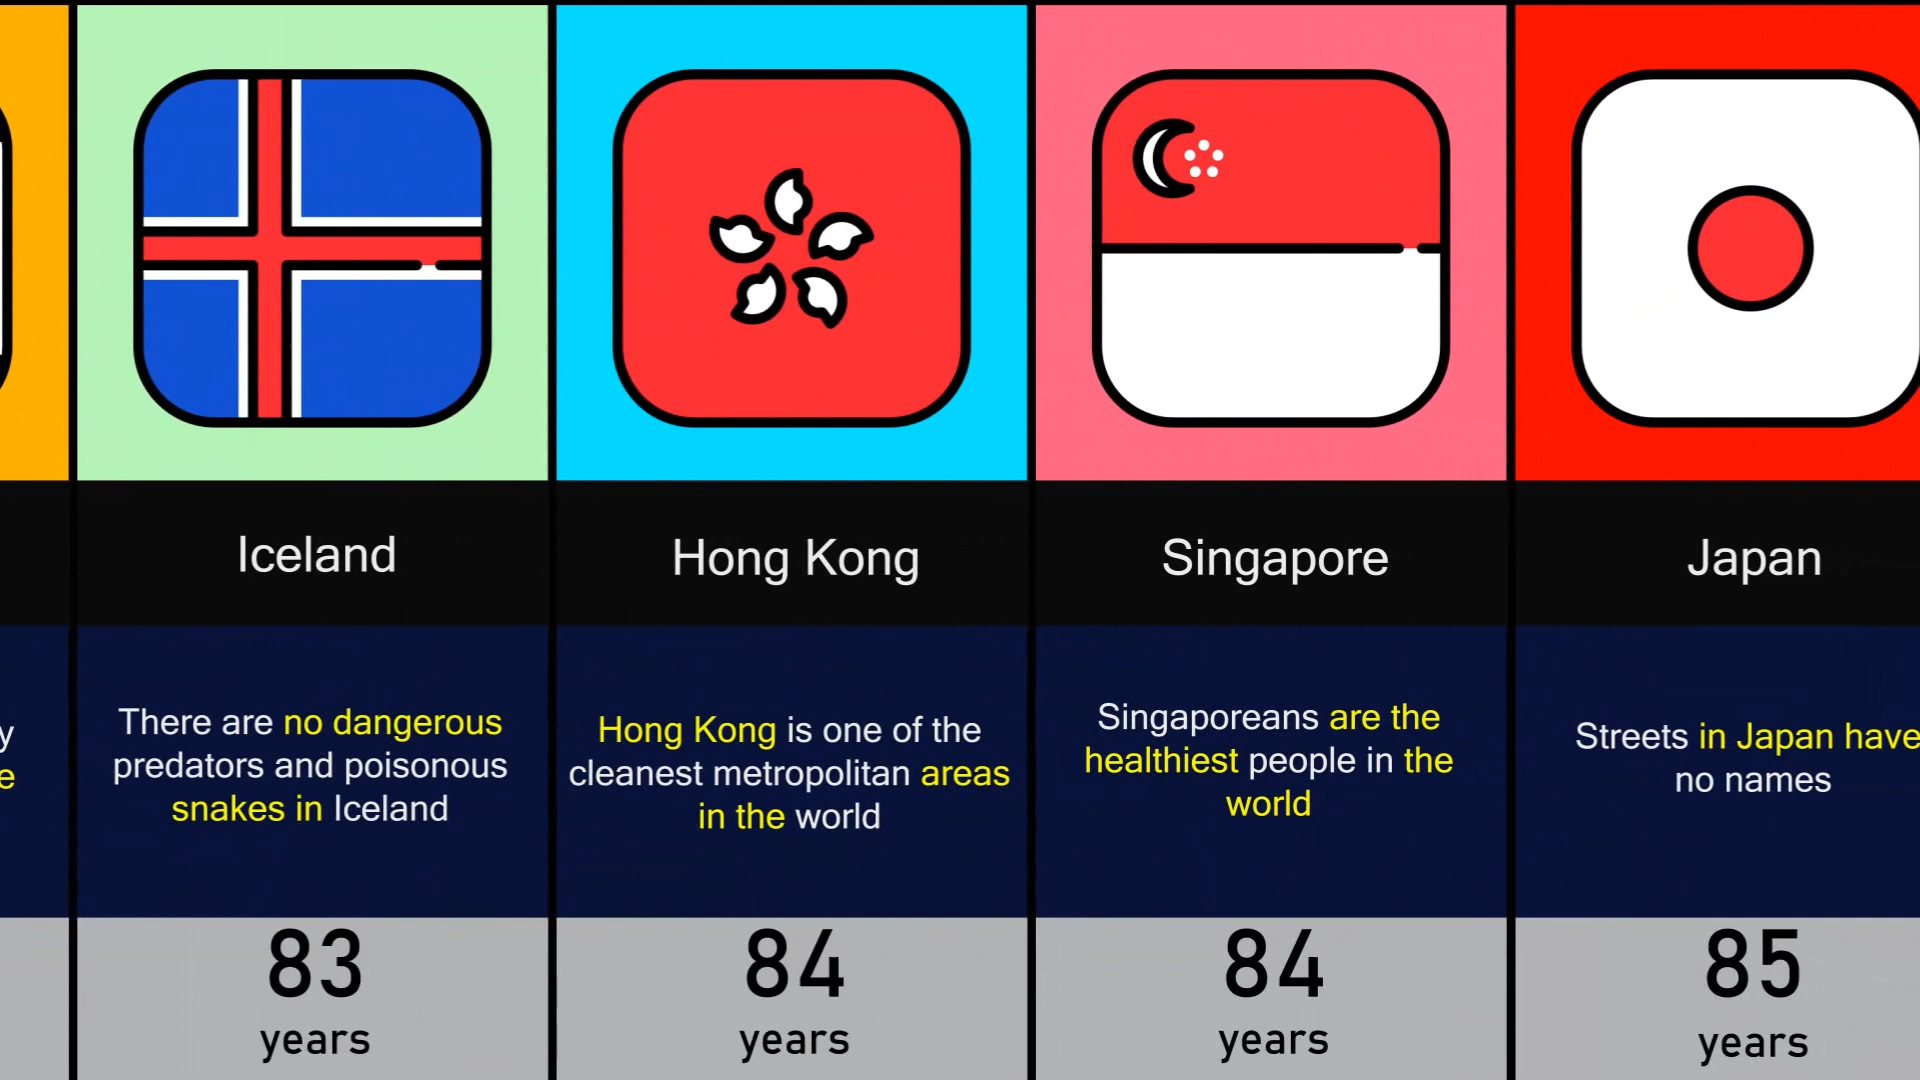 y
e
Iceland
There are no dangerous
predators and poisonous
snakes in Iceland
83
years
Hong Kong
Hong Kong is one of the
cleanest metropolitan areas
in the world
84
years
Singapore
Singaporeans are the
healthiest people in the
world
84
years
Japan
Streets in Japan have
no names
85
years